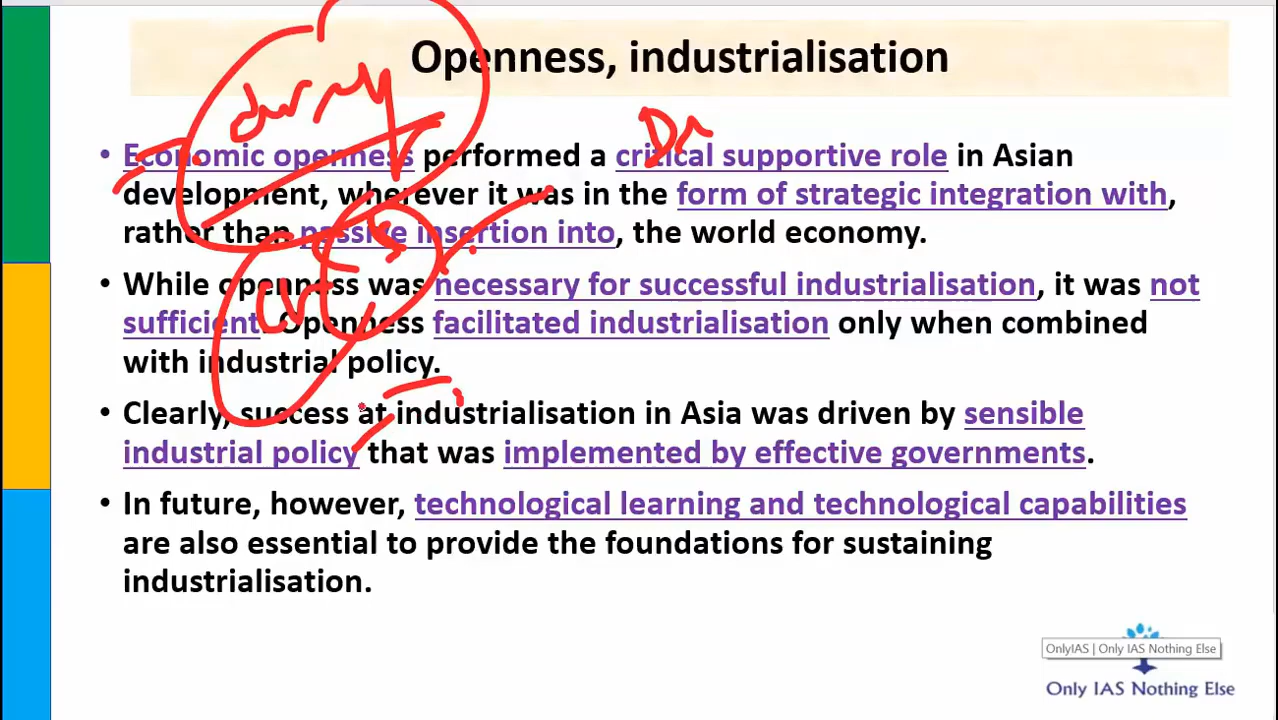 Openness, industrialisation
• Economic openness performed a critical supportive role in Asian
development, wherever it was in the form of strategic integration with,
rather than passive insertion into, the world economy.
• While openness was necessary for successful industrialisation, it was not
sufficient. Openness facilitated industrialisation only when combined
with industrial policy.
• Clearly, success at industrialisation in Asia was driven by sensible
industrial policy that was implemented by effective governments.
• In future, however, technological learning and technological capabilities
are also essential to provide the foundations for sustaining
industrialisation.
OnlyIAS | Only IAS Nothing Else
Only IAS Nothing Else